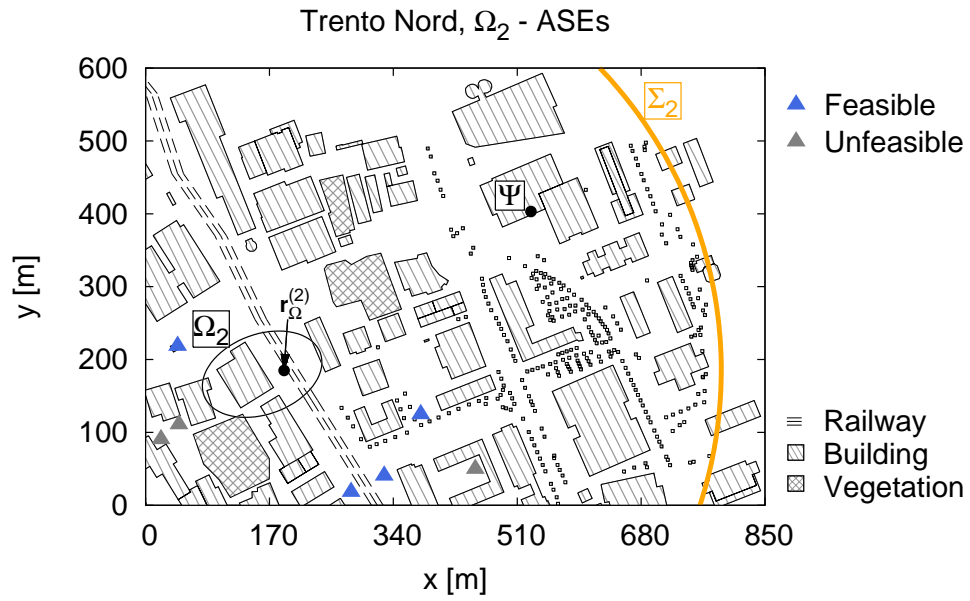 Trento Nord, Ω₂ - ASEs
y [m]
600
500
400
300
200
100
0
0 170 340 510 680 850
x [m]
Σ₂
Ψ
Ω₂
r_Ω^(2)
Feasible
Unfeasible
Railway
Building
Vegetation